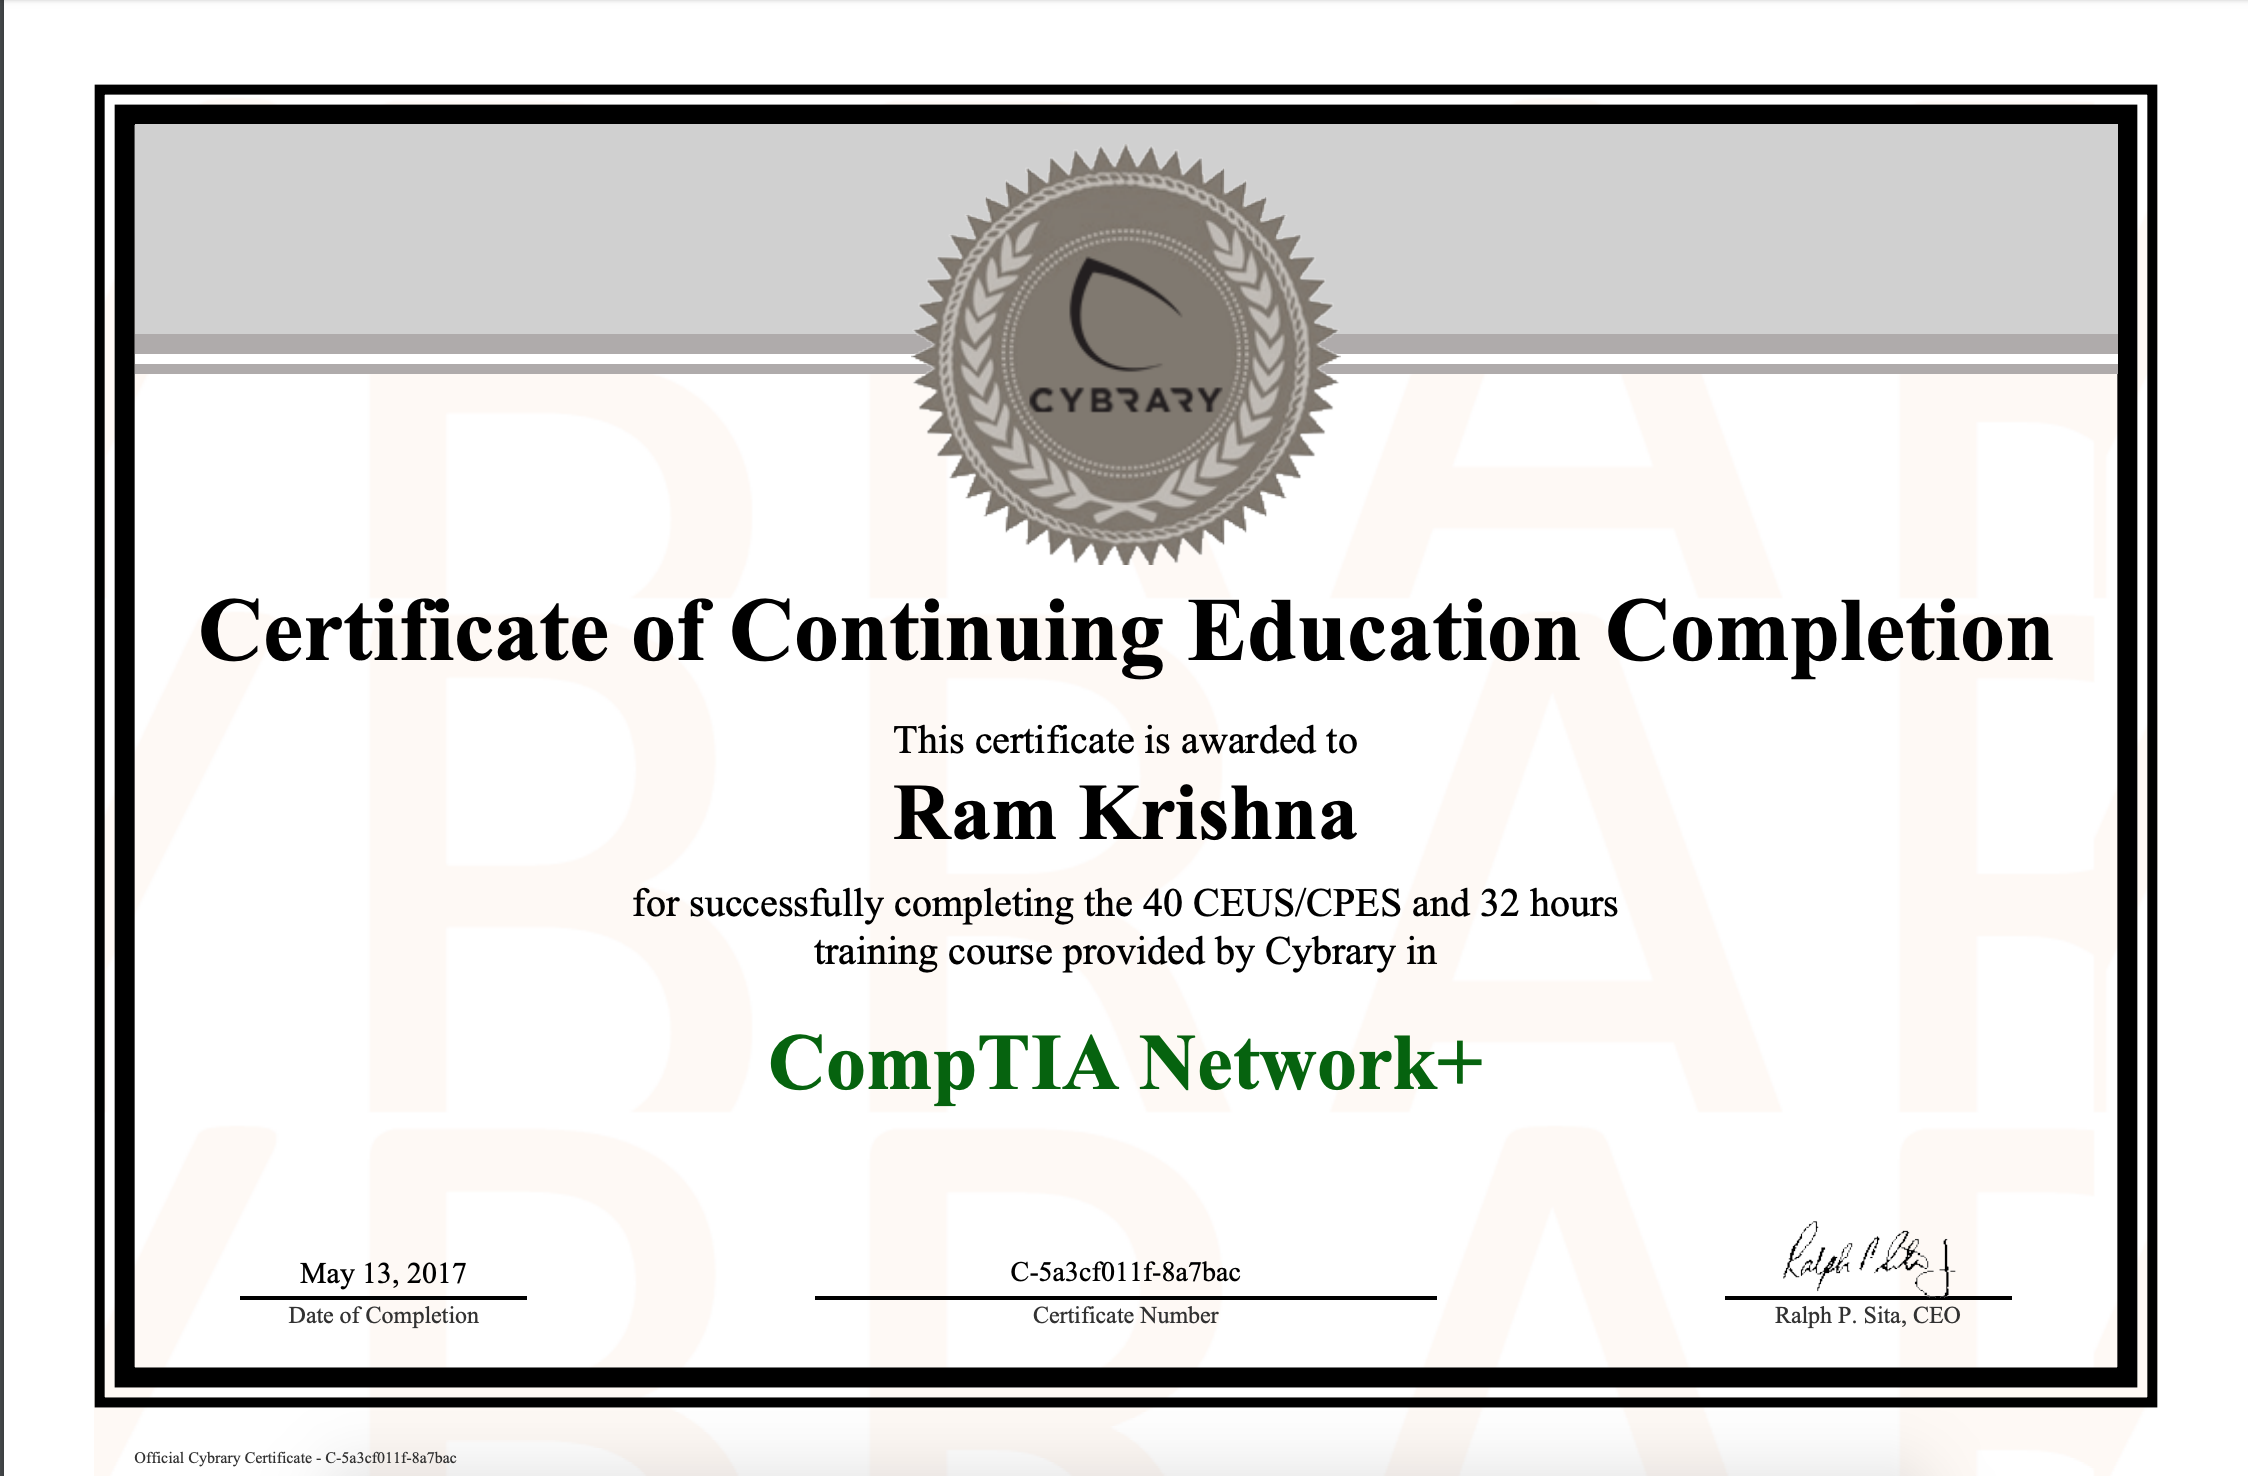 CYBRARY
Certificate of Continuing Education Completion
This certificate is awarded to
Ram Krishna
for successfully completing the 40 CEUS/CPES and 32 hours
training course provided by Cybrary in
CompTIA Network+
May 13, 2017
Date of Completion
C-5a3cf011f-8a7bac
Certificate Number
Ralph P. Sita, CEO
Official Cybrary Certificate - C-5a3cf011f-8a7bac